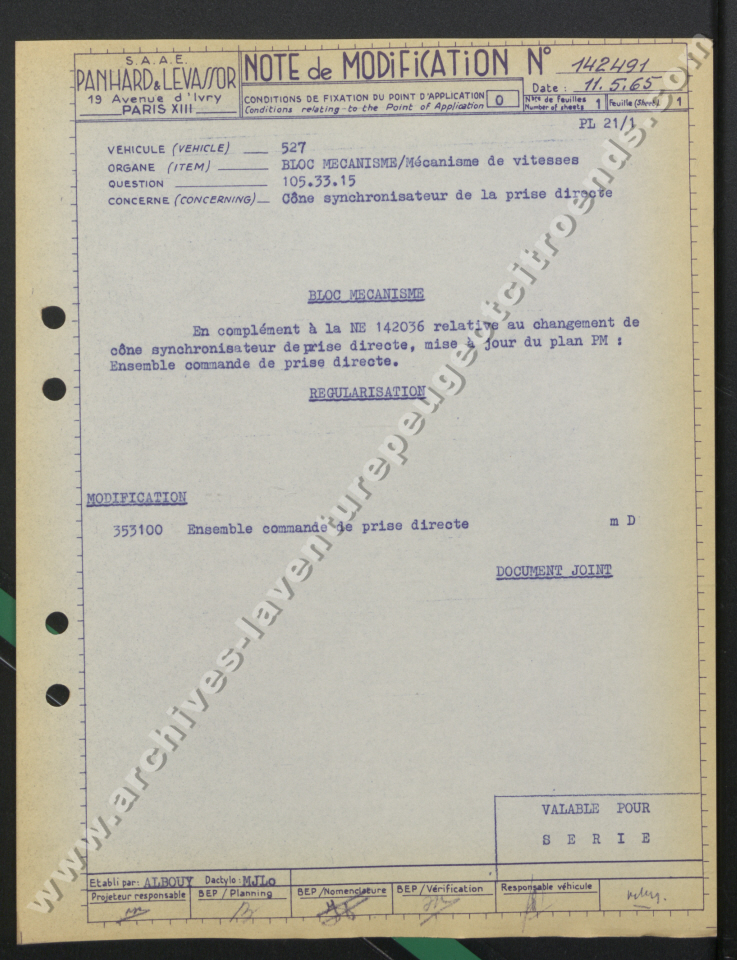 S.A.A.E.
PANHARD & LEVASSOR
19 Avenue d'Ivry
PARIS XIII
NOTE de MODIFICATION N° 142491
Date : 11.5.65
CONDITIONS DE FIXATION DU POINT D'APPLICATION 0
Conditions relating to the Point of Application
Nbre de feuilles 1
Number of sheets
Feuille (Sheet) 1
PL 21/1
VEHICULE (VEHICLE) 527
ORGANE (ITEM) BLOC MECANISME/Mécanisme de vitesses
QUESTION 105.33.15
CONCERNE (CONCERNING) Cône synchronisateur de la prise directe
BLOC MECANISME
En complément à la NE 142036 relative au changement de
cône synchronisateur de prise directe, mise à jour du plan PM :
Ensemble commande de prise directe.
REGULARISATION
MODIFICATION
353100 Ensemble commande de prise directe m D
DOCUMENT JOINT
VALABLE POUR
S E R I E
Etabli par: ALBOUY Dactylo: MJLo
Projeteur responsable
BEP / Planning
BEP /Nomenclature
BEP /Vérification
Responsable véhicule
www.archives-laventurepeugeotcitroends.com